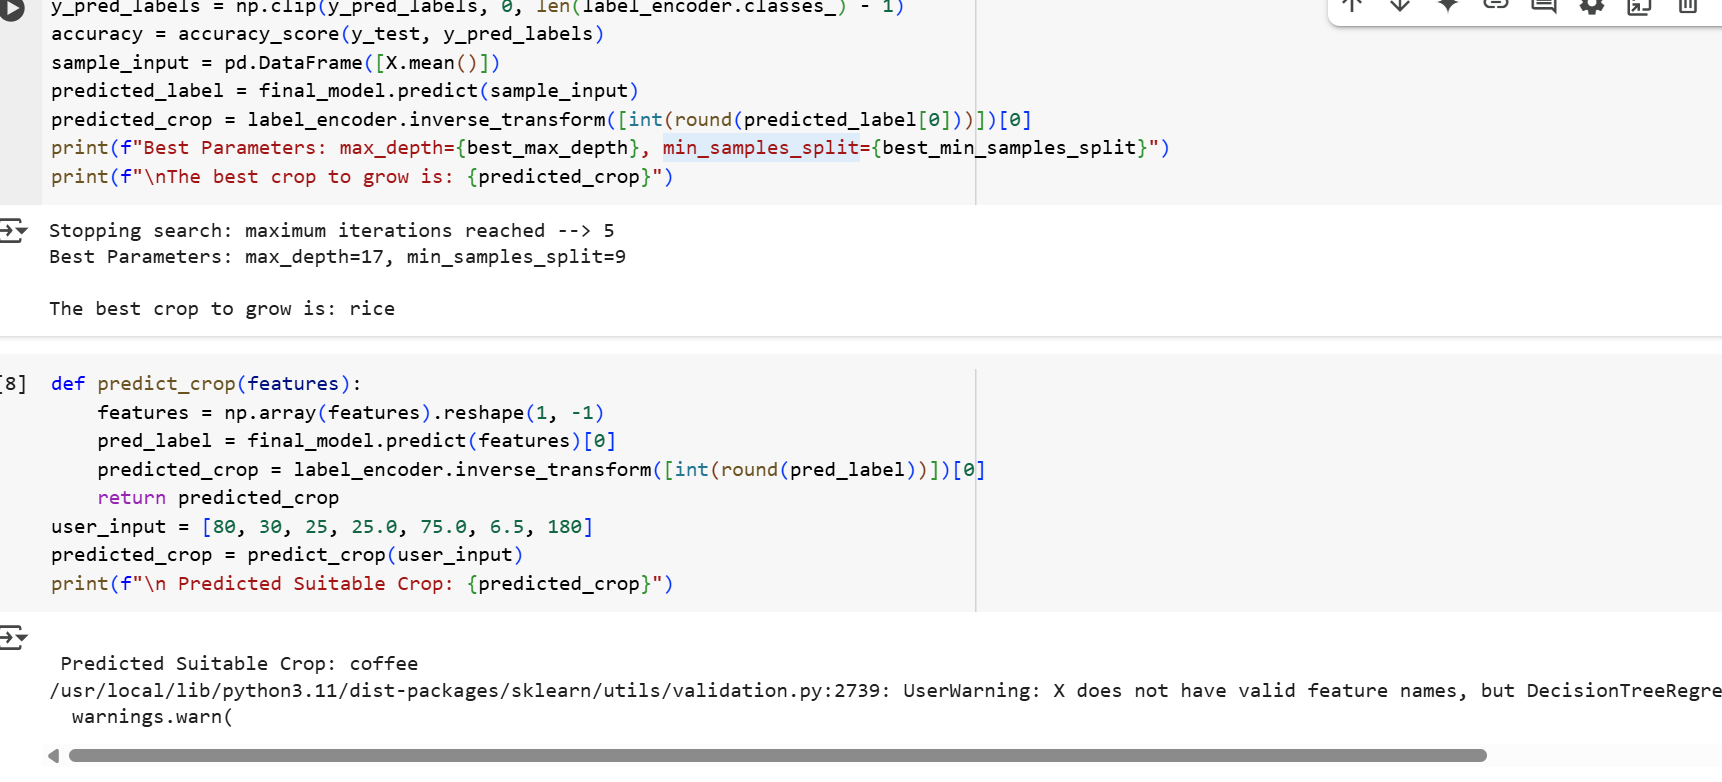 y_pred_labels = np.clip(y_pred_labels, 0, len(label_encoder.classes_) - 1)
accuracy = accuracy_score(y_test, y_pred_labels)
sample_input = pd.DataFrame([X.mean()])
predicted_label = final_model.predict(sample_input)
predicted_crop = label_encoder.inverse_transform([int(round(predicted_label[0]))])[0]
print(f"Best Parameters: max_depth={best_max_depth}, min_samples_split={best_min_samples_split}")
print(f"\nThe best crop to grow is: {predicted_crop}")
Stopping search: maximum iterations reached --> 5
Best Parameters: max_depth=17, min_samples_split=9
The best crop to grow is: rice
[8] def predict_crop(features):
features = np.array(features).reshape(1, -1)
pred_label = final_model.predict(features)[0]
predicted_crop = label_encoder.inverse_transform([int(round(pred_label))])[0]
return predicted_crop
user_input = [80, 30, 25, 25.0, 75.0, 6.5, 180]
predicted_crop = predict_crop(user_input)
print(f"\n Predicted Suitable Crop: {predicted_crop}")
Predicted Suitable Crop: coffee
/usr/local/lib/python3.11/dist-packages/sklearn/utils/validation.py:2739: UserWarning: X does not have valid feature names, but DecisionTreeRegre
warnings.warn(